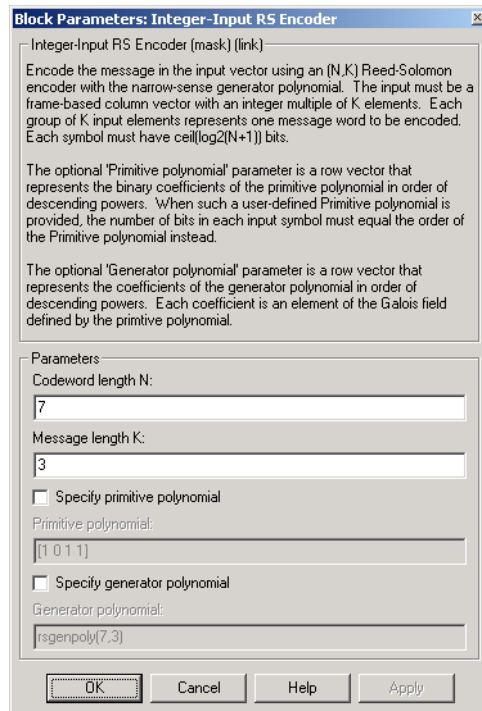 Block Parameters: Integer-Input RS Encoder
Integer-Input RS Encoder (mask) (link)
Encode the message in the input vector using an (N,K) Reed-Solomon
encoder with the narrow-sense generator polynomial. The input must be a
frame-based column vector with an integer multiple of K elements. Each
group of K input elements represents one message word to be encoded.
Each symbol must have ceil(log2(N+1)) bits.
The optional 'Primitive polynomial' parameter is a row vector that
represents the binary coefficients of the primitive polynomial in order of
descending powers. When such a user-defined Primitive polynomial is
provided, the number of bits in each input symbol must equal the order of
the Primitive polynomial instead.
The optional 'Generator polynomial' parameter is a row vector that
represents the coefficients of the generator polynomial in order of
descending powers. Each coefficient is an element of the Galois field
defined by the primtive polynomial.
Parameters
Codeword length N:
7
Message length K:
3
Specify primitive polynomial
Primitive polynomial:
[1 0 1 1]
Specify generator polynomial
Generator polynomial:
rsgenpoly(7,3)
OK Cancel Help Apply